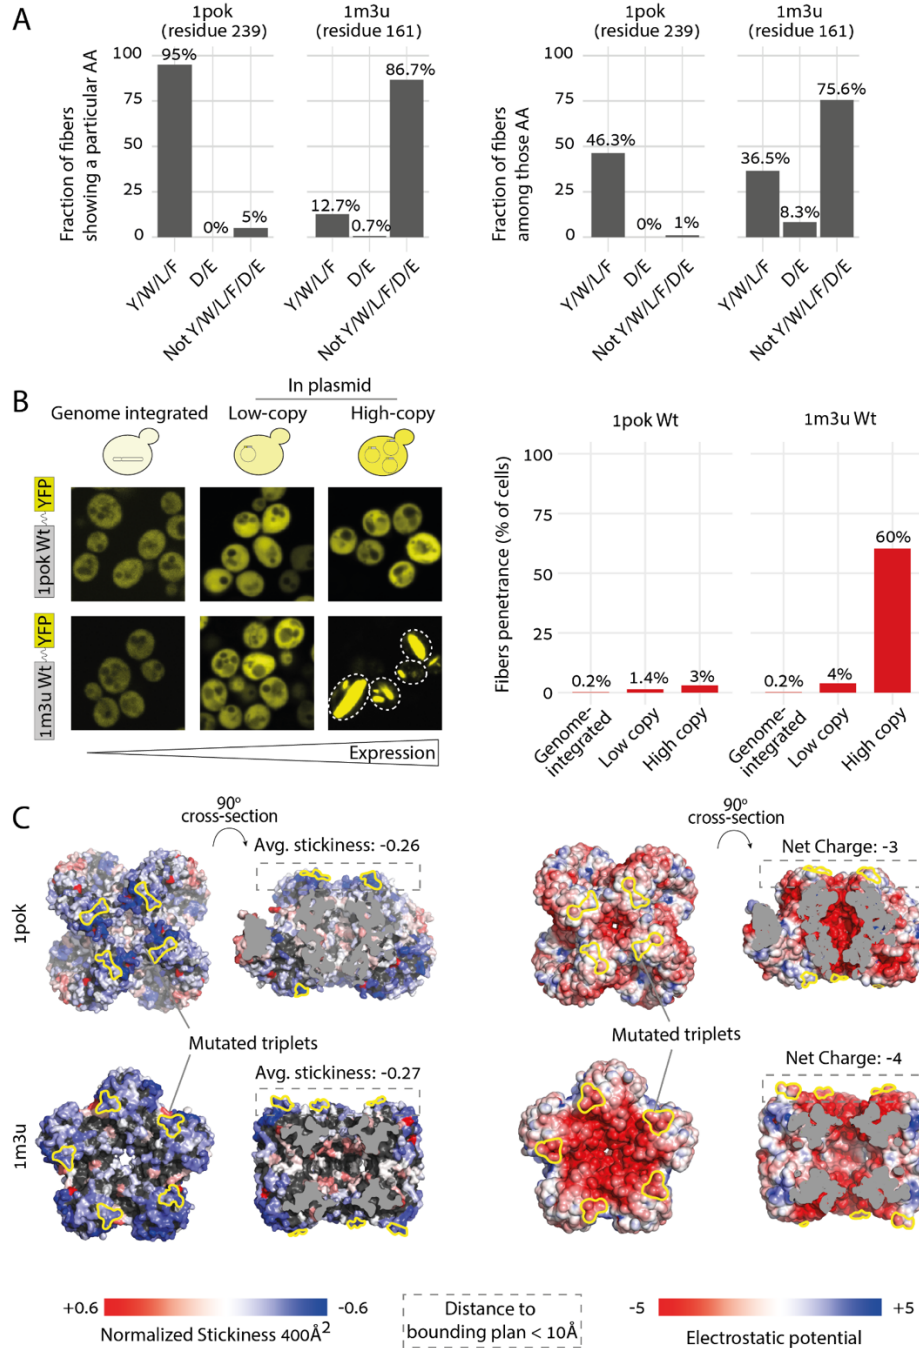 A
1pok
(residue 239)
1m3u
(residue 161)
Fraction of fibers
showing a particular AA
100
75
50
25
0
95%
0%
5%
12.7%
0.7%
86.7%
Y/W/L/F
D/E
Not Y/W/L/F/D/E
Y/W/L/F
D/E
Not Y/W/L/F/D/E
1pok
(residue 239)
1m3u
(residue 161)
Fraction of fibers
among those AA
100
75
50
25
0
46.3%
0%
1%
36.5%
8.3%
75.6%
Y/W/L/F
D/E
Not Y/W/L/F/D/E
Y/W/L/F
D/E
Not Y/W/L/F/D/E
B
In plasmid
Genome integrated
Low-copy
High-copy
1pok Wt
YFP
1m3u Wt
YFP
Expression
1pok Wt
1m3u Wt
Fibers penetrance (% of cells)
100
75
50
25
0
0.2%
1.4%
3%
0.2%
4%
60%
Genome-
integrated
Low copy
High copy
Genome-
integrated
Low copy
High copy
C
90°
cross-section
Avg. stickiness: -0.26
90°
cross-section
Net Charge: -3
1pok
Mutated triplets
Mutated triplets
Avg. stickiness: -0.27
Net Charge: -4
1m3u
+0.6
-0.6
Normalized Stickiness 400Å2
Distance to
bounding plan < 10Å
-5
+5
Electrostatic potential